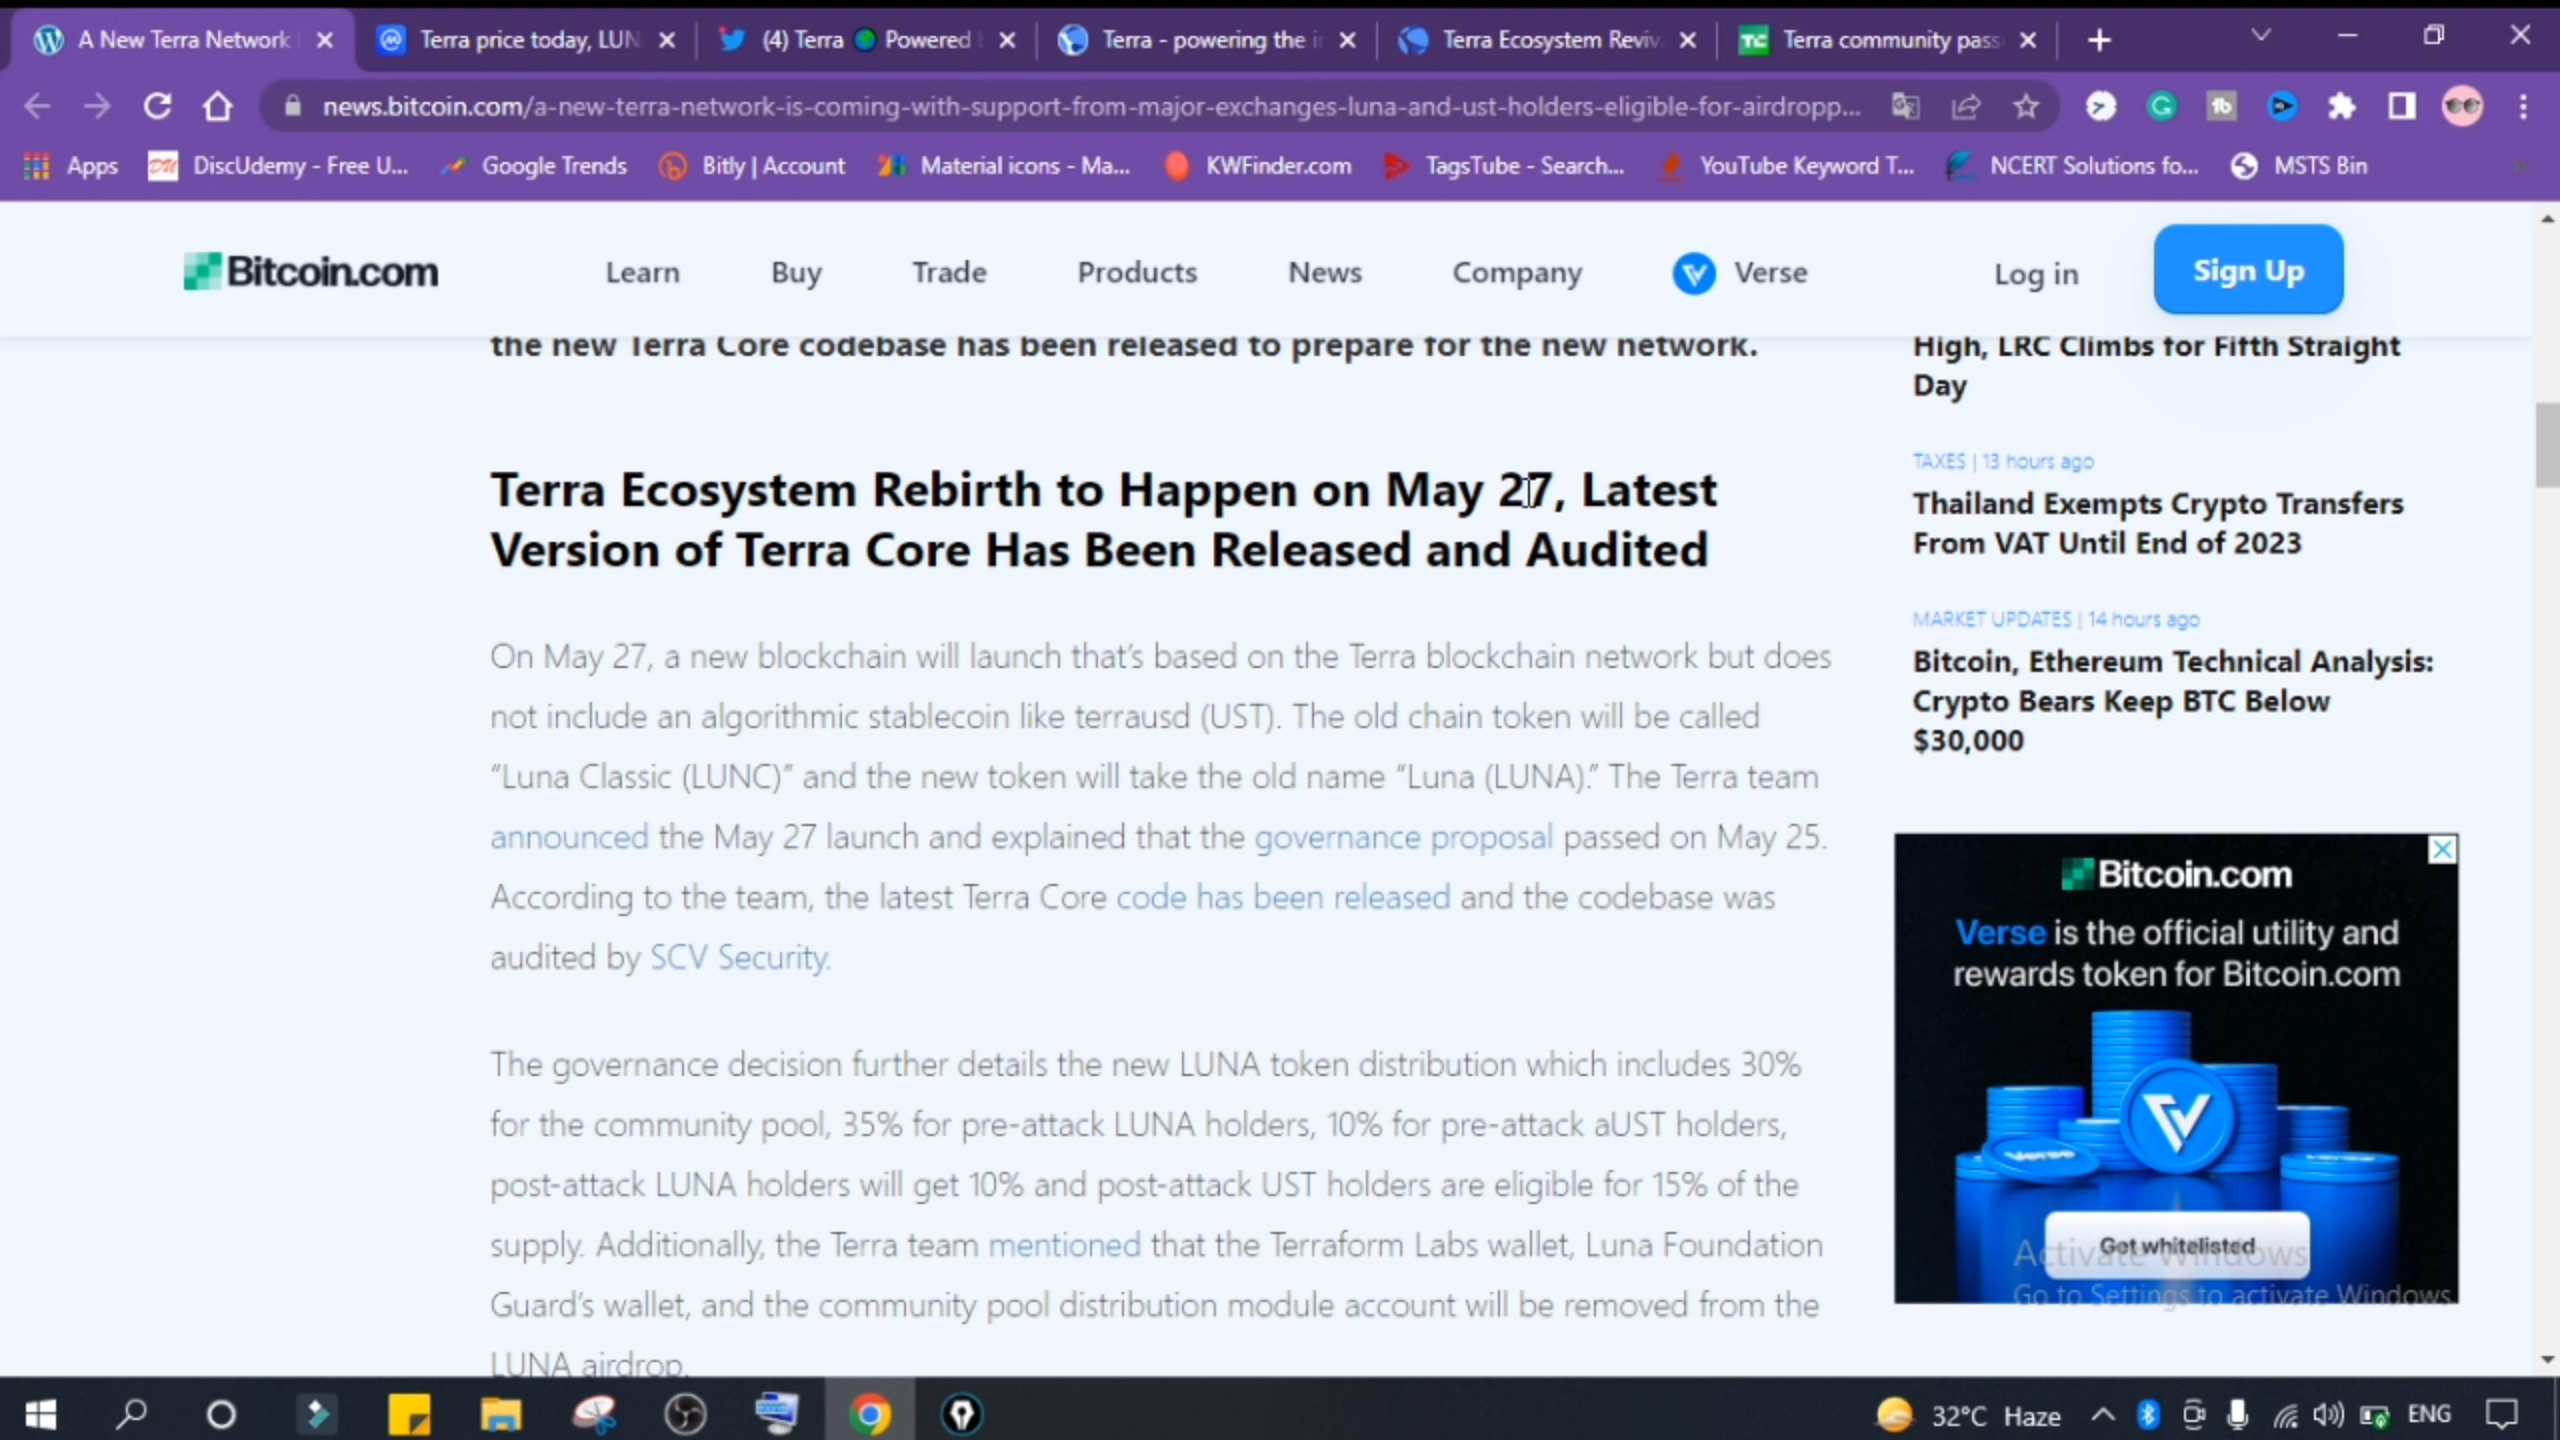 A New Terra Network
Terra price today, LUN
(4) Terra Powered
Terra - powering the i
Terra Ecosystem Reviv
TC Terra community pass
news.bitcoin.com/a-new-terra-network-is-coming-with-support-from-major-exchanges-luna-and-ust-holders-eligible-for-airdropp...
Apps
DU DiscUdemy - Free U...
Google Trends
Bitly | Account
Material icons - Ma...
KWFinder.com
TagsTube - Search...
YouTube Keyword T...
NCERT Solutions fo...
MSTS Bin
Bitcoin.com
Learn
Buy
Trade
Products
News
Company
Verse
Log in
Sign Up
the new Terra Core codebase has been released to prepare for the new network.
Terra Ecosystem Rebirth to Happen on May 27, Latest
Version of Terra Core Has Been Released and Audited
On May 27, a new blockchain will launch that's based on the Terra blockchain network but does
not include an algorithmic stablecoin like terrausd (UST). The old chain token will be called
“Luna Classic (LUNC)” and the new token will take the old name “Luna (LUNA).” The Terra team
announced the May 27 launch and explained that the governance proposal passed on May 25.
According to the team, the latest Terra Core code has been released and the codebase was
audited by SCV Security.
The governance decision further details the new LUNA token distribution which includes 30%
for the community pool, 35% for pre-attack LUNA holders, 10% for pre-attack aUST holders,
post-attack LUNA holders will get 10% and post-attack UST holders are eligible for 15% of the
supply. Additionally, the Terra team mentioned that the Terraform Labs wallet, Luna Foundation
Guard's wallet, and the community pool distribution module account will be removed from the
LUNA airdrop.
High, LRC Climbs for Fifth Straight
Day
TAXES | 13 hours ago
Thailand Exempts Crypto Transfers
From VAT Until End of 2023
MARKET UPDATES | 14 hours ago
Bitcoin, Ethereum Technical Analysis:
Crypto Bears Keep BTC Below
$30,000
Bitcoin.com
Verse is the official utility and
rewards token for Bitcoin.com
Verse
Get whitelisted
Activate Windows
Go to Settings to activate Windows.
32°C Haze
ENG